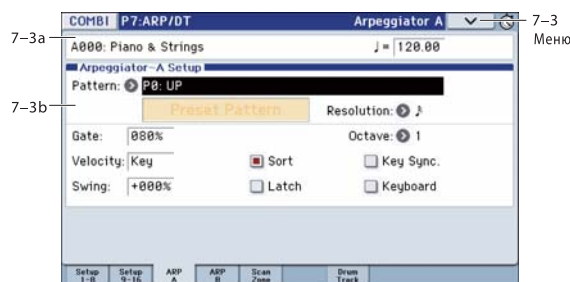 COMBI P7:ARP/DT Arpeggiator A
7–3
Меню
7–3a
A000: Piano & Strings ♩= 120.00
Arpeggiator-A Setup
Pattern: P0: UP
7–3b
Preset Pattern Resolution: ♪
Gate: 080% Octave: 1
Velocity: Key Sort Key Sync.
Swing: +000% Latch Keyboard
Setup 1-8 Setup 9-16 ARP A ARP B Scan Zone Drum Track